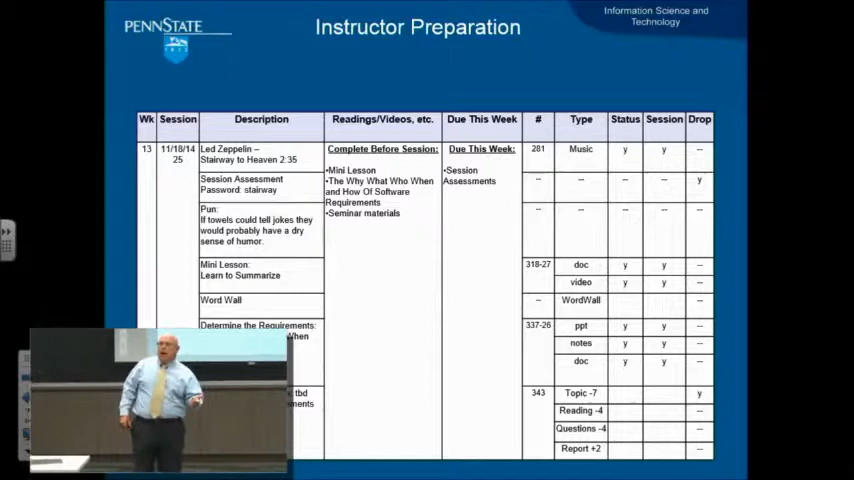 PENNSTATE
1855
Instructor Preparation
Information Science and
Technology
Wk Session Description Readings/Videos, etc. Due This Week # Type Status Session Drop
13 11/18/14
25
Led Zeppelin –
Stairway to Heaven 2:35
Session Assessment
Password: stairway
Pun:
If towels could tell jokes they
would probably have a dry
sense of humor.
Mini Lesson:
Learn to Summarize
Word Wall
Determine the Requirements:
When
tbd
Complete Before Session:
•Mini Lesson
•The Why What Who When
and How Of Software
Requirements
•Seminar materials
Due This Week:
•Session
Assessments
281 Music y y --
-- -- -- -- y
-- -- -- -- --
318-27 doc y y --
video y y --
-- WordWall --
337-26 ppt y y --
notes y y --
doc y y --
343 Topic -7 y
Reading -4 --
Questions -4 --
Report +2 --